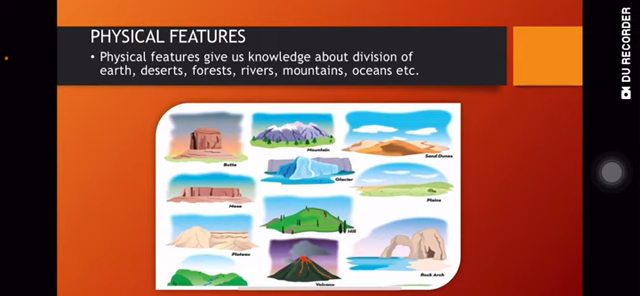 PHYSICAL FEATURES
• Physical features give us knowledge about division of
earth, deserts, forests, rivers, mountains, oceans etc.
Butte
Mountain
Sand Dunes
Glacier
Mesa
Plains
Plateau
Hill
Rock Arch
Volcano
DU RECORDER